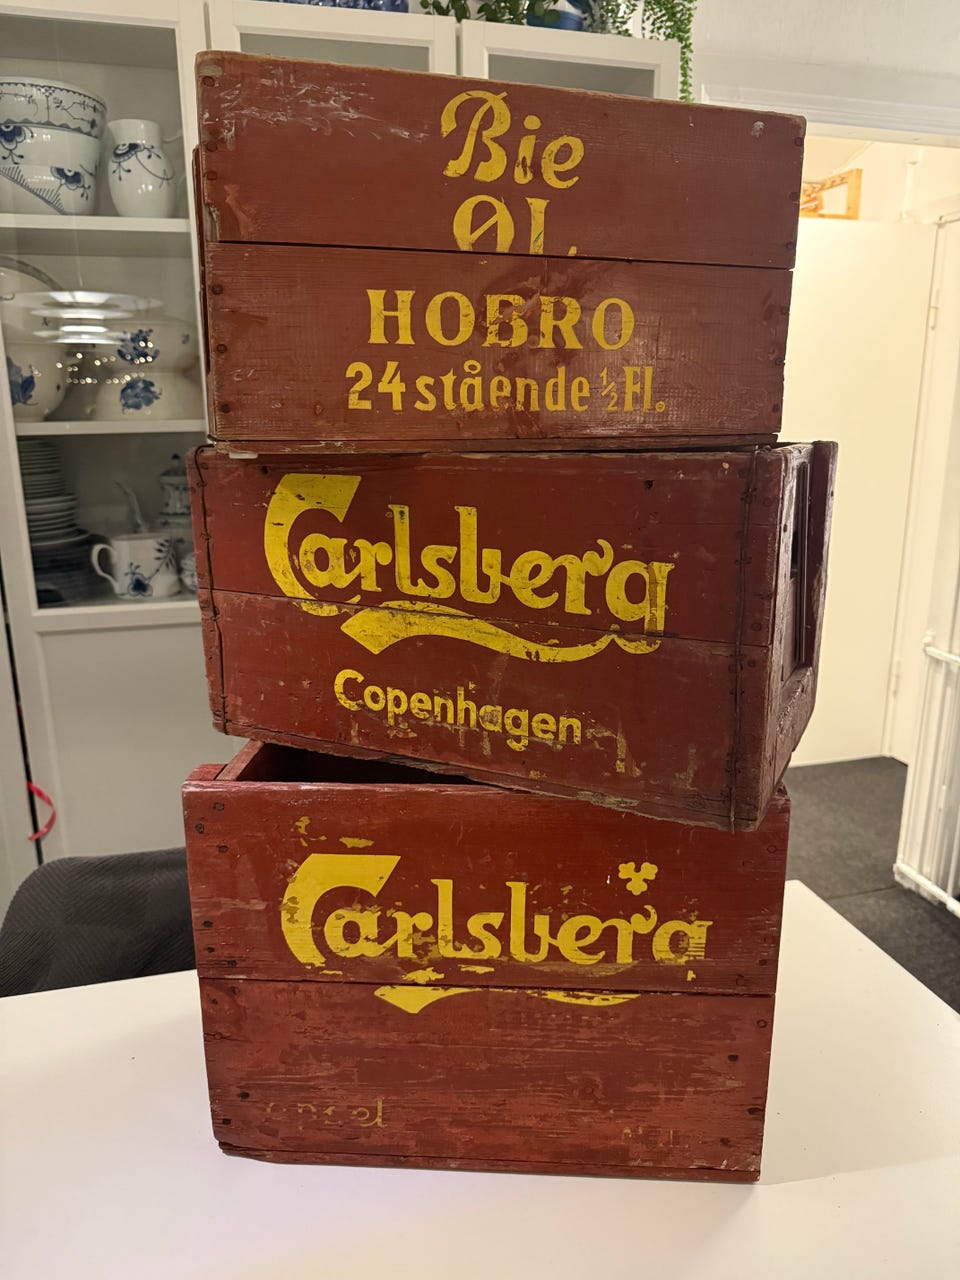 Bie
ØL
HOBRO
24 stående 1/2 Fl.
Carlsberg
Copenhagen
Carlsberg